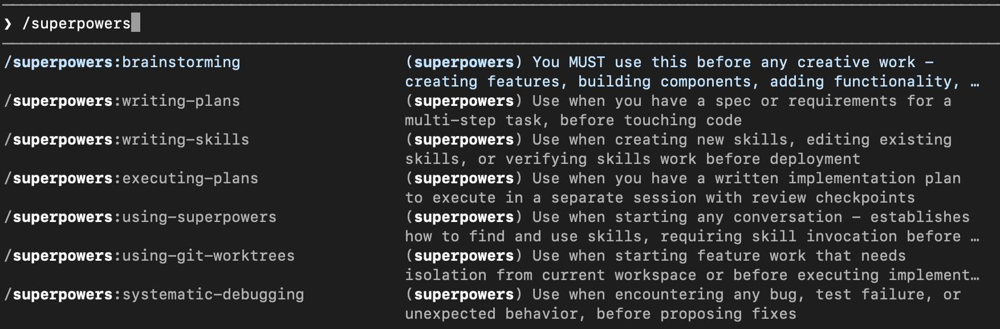 ❯ /superpowers
/superpowers:brainstorming (superpowers) You MUST use this before any creative work –
creating features, building components, adding functionality, …
/superpowers:writing-plans (superpowers) Use when you have a spec or requirements for a
multi-step task, before touching code
/superpowers:writing-skills (superpowers) Use when creating new skills, editing existing
skills, or verifying skills work before deployment
/superpowers:executing-plans (superpowers) Use when you have a written implementation plan
to execute in a separate session with review checkpoints
/superpowers:using-superpowers (superpowers) Use when starting any conversation – establishes
how to find and use skills, requiring skill invocation before …
/superpowers:using-git-worktrees (superpowers) Use when starting feature work that needs
isolation from current workspace or before executing implement…
/superpowers:systematic-debugging (superpowers) Use when encountering any bug, test failure, or
unexpected behavior, before proposing fixes